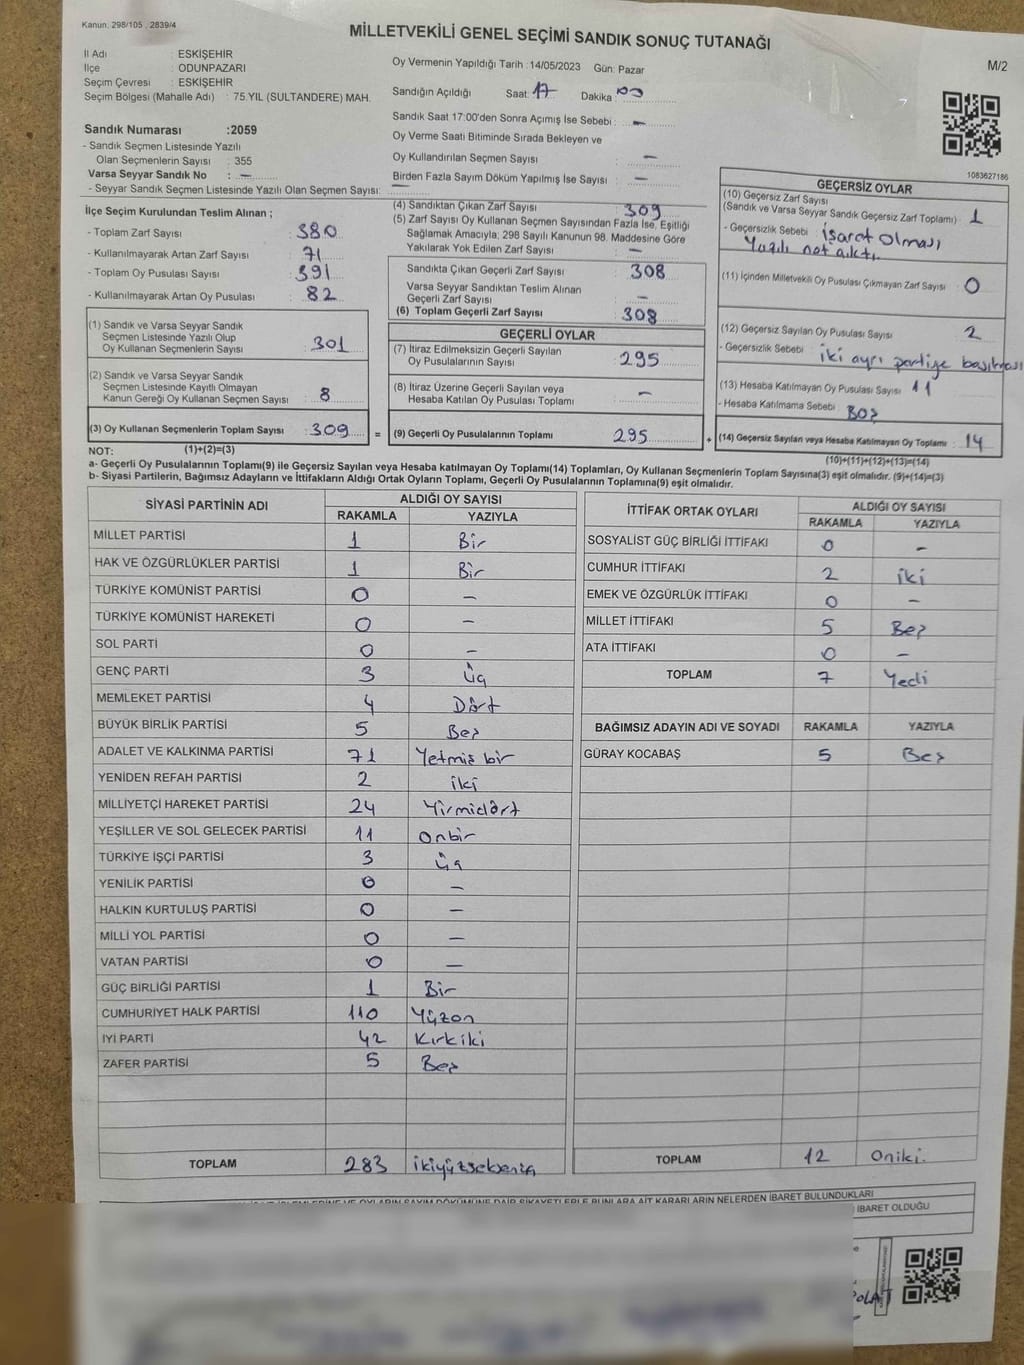 Kanun. 298/105 . 2839/4
MİLLETVEKİLİ GENEL SEÇİMİ SANDIK SONUÇ TUTANAĞI
M/2
İl Adı : ESKİŞEHİR
İlçe : ODUNPAZARI
Seçim Çevresi : ESKİŞEHİR
Seçim Bölgesi (Mahalle Adı) : 75.YIL (SULTANDERE) MAH.
Sandık Numarası :2059
- Sandık Seçmen Listesinde Yazılı
Olan Seçmenlerin Sayısı : 355
Varsa Seyyar Sandık No : –
- Seyyar Sandık Seçmen Listesinde Yazılı Olan Seçmen Sayısı: –
Oy Vermenin Yapıldığı Tarih : 14/05/2023 Gün: Pazar
Sandığın Açıldığı Saat: 17 Dakika : 00
Sandık Saat 17:00'den Sonra Açımış İse Sebebi : –
Oy Verme Saati Bitiminde Sırada Bekleyen ve
Oy Kullandırılan Seçmen Sayısı : –
Birden Fazla Sayım Döküm Yapılmış İse Sayısı : –
1083627186
İlçe Seçim Kurulundan Teslim Alınan ;
- Toplam Zarf Sayısı : 380
- Kullanılmayarak Artan Zarf Sayısı : 71
- Toplam Oy Pusulası Sayısı : 391
- Kullanılmayarak Artan Oy Pusulası : 82
(1) Sandık ve Varsa Seyyar Sandık
Seçmen Listesinde Yazılı Olup
Oy Kullanan Seçmenlerin Sayısı : 301
(2) Sandık ve Varsa Seyyar Sandık
Seçmen Listesinde Kayıtlı Olmayan
Kanun Gereği Oy Kullanan Seçmen Sayısı : 8
(3) Oy Kullanan Seçmenlerin Toplam Sayısı : 309 =
(4) Sandıktan Çıkan Zarf Sayısı : 309
(5) Zarf Sayısı Oy Kullanan Seçmen Sayısından Fazla İse, Eşitliği
Sağlamak Amacıyla; 298 Sayılı Kanunun 98. Maddesine Göre
Yakılarak Yok Edilen Zarf Sayısı : –
Sandıkta Çıkan Geçerli Zarf Sayısı : 308
Varsa Seyyar Sandıktan Teslim Alınan
Geçerli Zarf Sayısı : –
(6) Toplam Geçerli Zarf Sayısı : 308
GEÇERLİ OYLAR
(7) İtiraz Edilmeksizin Geçerli Sayılan
Oy Pusulalarının Sayısı : 295
(8) İtiraz Üzerine Geçerli Sayılan veya
Hesaba Katılan Oy Pusulası Toplamı : –
(9) Geçerli Oy Pusulalarının Toplamı : 295 +
GEÇERSİZ OYLAR
(10) Geçersiz Zarf Sayısı
(Sandık ve Varsa Seyyar Sandık Geçersiz Zarf Toplamı) : 1
- Geçersizlik Sebebi : işaret olması
Yazılı not çıktı.
(11) İçinden Milletvekili Oy Pusulası Çıkmayan Zarf Sayısı : 0
(12) Geçersiz Sayılan Oy Pusulası Sayısı : 2
- Geçersizlik Sebebi : iki ayrı partiye basılması
(13) Hesaba Katılmayan Oy Pusulası Sayısı : 11
- Hesaba Katılmama Sebebi : Boş
(14) Geçersiz Sayılan veya Hesaba Katılmayan Oy Toplamı : 14
NOT: (1)+(2)=(3)
(10)+(11)+(12)+(13)=(14)
a- Geçerli Oy Pusulalarının Toplamı(9) ile Geçersiz Sayılan veya Hesaba katılmayan Oy Toplamı(14) Toplamları, Oy Kullanan Seçmenlerin Toplam Sayısına(3) eşit olmalıdır. (9)+(14)=(3)
b- Siyasi Partilerin, Bağımsız Adayların ve İttifakların Aldığı Ortak Oyların Toplamı, Geçerli Oy Pusulalarının Toplamına(9) eşit olmalıdır.
SİYASİ PARTİNİN ADI ALDIĞI OY SAYISI
RAKAMLA YAZIYLA
MİLLET PARTİSİ 1 Bir
HAK VE ÖZGÜRLÜKLER PARTİSİ 1 Bir
TÜRKİYE KOMÜNİST PARTİSİ 0 –
TÜRKİYE KOMÜNİST HAREKETİ 0 –
SOL PARTİ 0 –
GENÇ PARTİ 3 üç
MEMLEKET PARTİSİ 4 Dört
BÜYÜK BİRLİK PARTİSİ 5 Beş
ADALET VE KALKINMA PARTİSİ 71 Yetmiş bir
YENİDEN REFAH PARTİSİ 2 iki
MİLLİYETÇİ HAREKET PARTİSİ 24 Yirmidört
YEŞİLLER VE SOL GELECEK PARTİSİ 11 Onbir
TÜRKİYE İŞÇİ PARTİSİ 3 üç
YENİLİK PARTİSİ 0 –
HALKIN KURTULUŞ PARTİSİ 0 –
MİLLİ YOL PARTİSİ 0 –
VATAN PARTİSİ 0 –
GÜÇ BİRLİĞİ PARTİSİ 1 Bir
CUMHURİYET HALK PARTİSİ 110 Yüzon
İYİ PARTİ 42 Kırkiki
ZAFER PARTİSİ 5 Beş
TOPLAM 283
İTTİFAK ORTAK OYLARI ALDIĞI OY SAYISI
RAKAMLA YAZIYLA
SOSYALİST GÜÇ BİRLİĞİ İTTİFAKI 0 –
CUMHUR İTTİFAKI 2 iki
EMEK VE ÖZGÜRLÜK İTTİFAKI 0 –
MİLLET İTTİFAKI 5 Beş
ATA İTTİFAKI 0 –
TOPLAM 7 Yedi
BAĞIMSIZ ADAYIN ADI VE SOYADI RAKAMLA YAZIYLA
GÜRAY KOCABAŞ 5 Beş
TOPLAM 12 Oniki.
DÖKÜMÜNE DAİR ŞİKAYETLERLE BUNLARA AİT KARARLARIN NELERDEN İBARET BULUNDUKLARI
İBARET OLDUĞU
POLAT